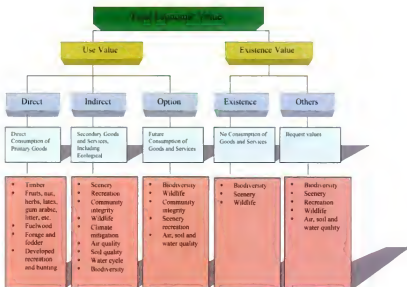 Total Economic Value
Use Value
Existence Value
Direct
Indirect
Option
Existence
Others
Direct
Consumption of
Primary Goods
Secondary Goods
and Services,
Including
Ecological
Future
Consumption of
Goods and Services
No Consumption of
Goods and Services
Bequest values
• Timber
• Fruits, nut,
herbs, latex,
gum arabic,
litter, etc.
• Fuelwood
• Forage and
fodder
• Developed
recreation
and hunting
• Scenery
• Recreation
• Community
integrity
• Wildlife
• Climate
mitigation
• Air quality
• Soil quality
• Water cycle
• Biodiversity
• Biodiversity
• Wildlife
• Community
integrity
• Scenery
recreation
• Air, soil and
water quality
• Biodiversity
• Scenery
• Wildlife
• Biodiversity
• Scenery
• Recreation
• Wildlife
• Air, soil and
water quality